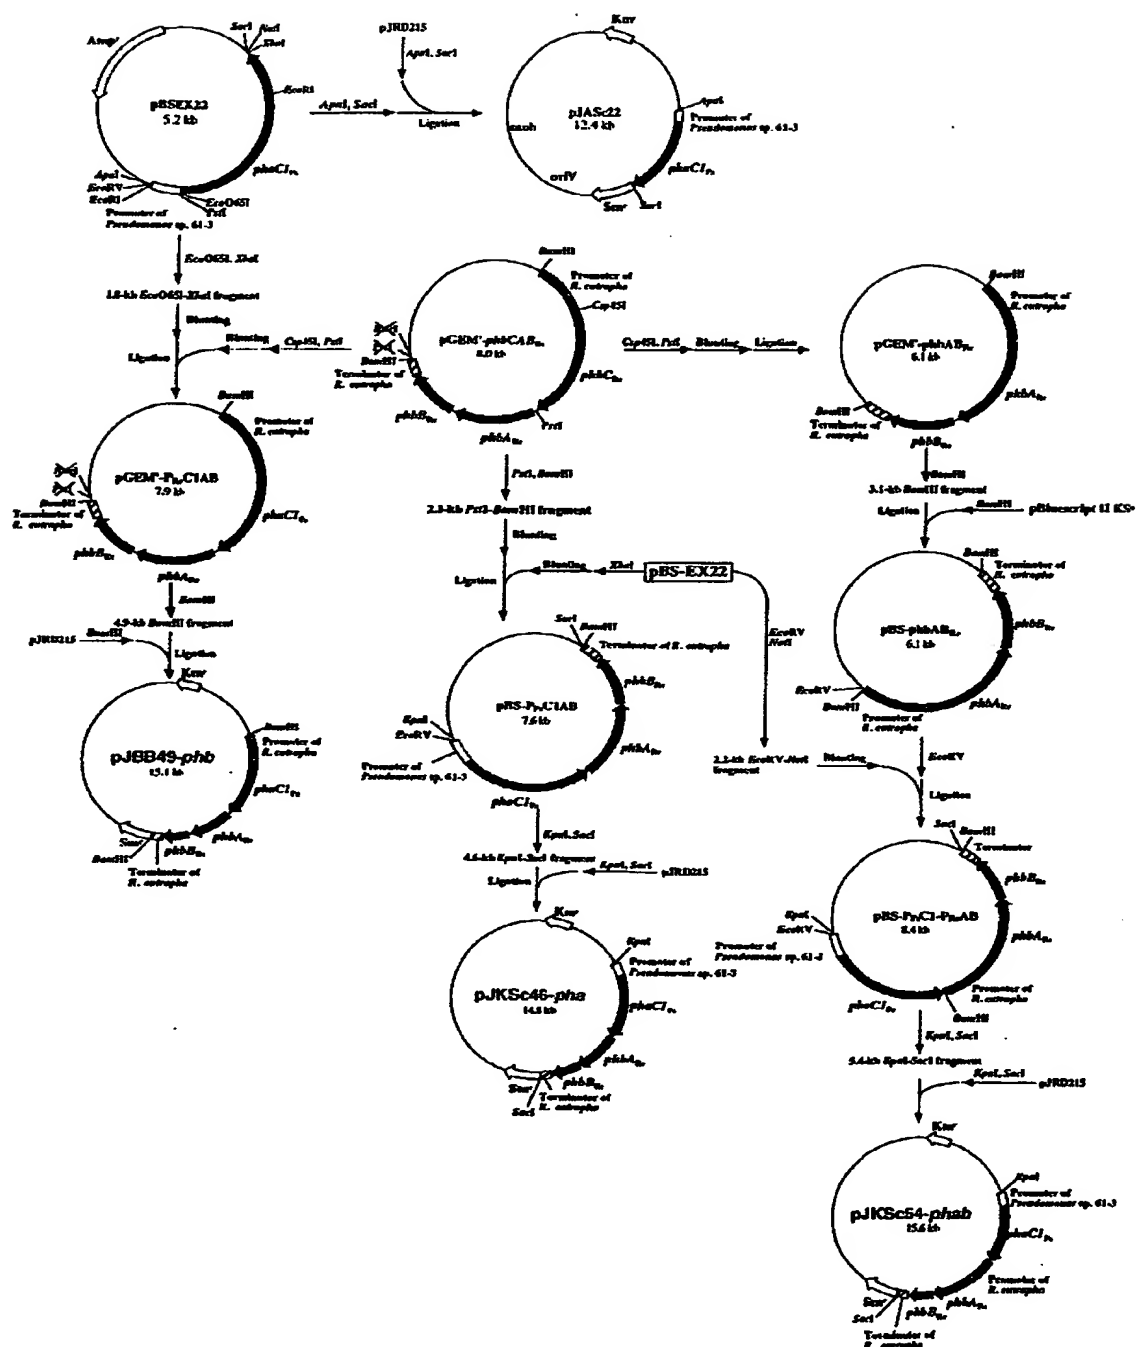 Ampʳ
SacI
NotI
XhoI
EcoRI
pBSEX22
5.2 kb
phaC1Ps
ApaI
EcoRV
EcoRI
EcoO65I
PstI
Promoter of
Pseudomonas sp. 61-3
ApaI, SacI
pJRD215
ApaI, SacI
Ligation
Kmʳ
pJASc22
12.4 kb
ApaI
Promoter of
Pseudomonas sp. 61-3
phaC1Ps
oriV
Smʳ
SacI
EcoO65I, XbaI
1.8-kb EcoO65I-XbaI fragment
Blunting
Ligation
Blunting
Csp45I, PstI
BamHI
Promoter of
R. eutropha
Csp45I
pGEM"-phbCABRe
8.0 kb
BamHI
Terminator of
R. eutropha
phbCRe
phbBRe
PstI
phbARe
Csp45I, PstI
Blunting
Ligation
BamHI
Promoter of
R. eutropha
pGEM"-phbABRe
6.1 kb
phbARe
BamHI
Terminator of
R. eutropha
phbBRe
BamHI
Promoter of
R. eutropha
pGEM"-PReC1AB
7.9 kb
BamHI
Terminator of
R. eutropha
phaC1Ps
phbBRe
phbARe
BamHI
4.9-kb BamHI fragment
pJRD215
BamHI
Ligation
Kmʳ
BamHI
Promoter of
R. eutropha
pJBB49-phb
15.1 kb
phaC1Ps
Smʳ
phbARe
BamHI
phbBRe
Terminator of
R. eutropha
PstI, BamHI
2.8-kb PstI-BamHI fragment
Blunting
Ligation
Blunting
XhoI
pBS-EX22
EcoRV
NotI
SacI
BamHI
Terminator of R. eutropha
phbBRe
pBS-PPsC1AB
7.6 kb
KpnI
EcoRV
Promoter of
Pseudomonas sp. 61-3
phbARe
phaC1Ps
KpnI, SacI
4.6-kb KpnI-SacI fragment
KpnI, SacI
pJRD215
Ligation
Kmʳ
KpnI
Promoter of
Pseudomonas sp. 61-3
pJKSc46-pha
14.8 kb
phaC1Ps
phbARe
Smʳ
phbBRe
SacI
Terminator of
R. eutropha
BamHI
3.1-kb BamHI fragment
BamHI
pBluescript II KS+
Ligation
BamHI
Terminator of
R. eutropha
phbBRe
pBS-phbABRe
6.1 kb
EcoRV
BamHI
phbARe
Promoter of
R. eutropha
2.2-kb EcoRV-NotI
fragment
Blunting
EcoRV
Ligation
SacI
BamHI
Terminator
phbBRe
pBS-PPsC1-PReAB
8.4 kb
KpnI
EcoRV
Promoter of
Pseudomonas sp. 61-3
phbARe
Promoter of
R. eutropha
phaC1Ps
BamHI
KpnI, SacI
5.4-kb KpnI-SacI fragment
KpnI, SacI
pJRD215
Ligation
Kmʳ
KpnI
Promoter of
Pseudomonas sp. 61-3
pJKSc54-phab
15.6 kb
phaC1Ps
Promoter of
R. eutropha
Smʳ
phbARe
SacI
phbBRe
Terminator of
R. eutropha